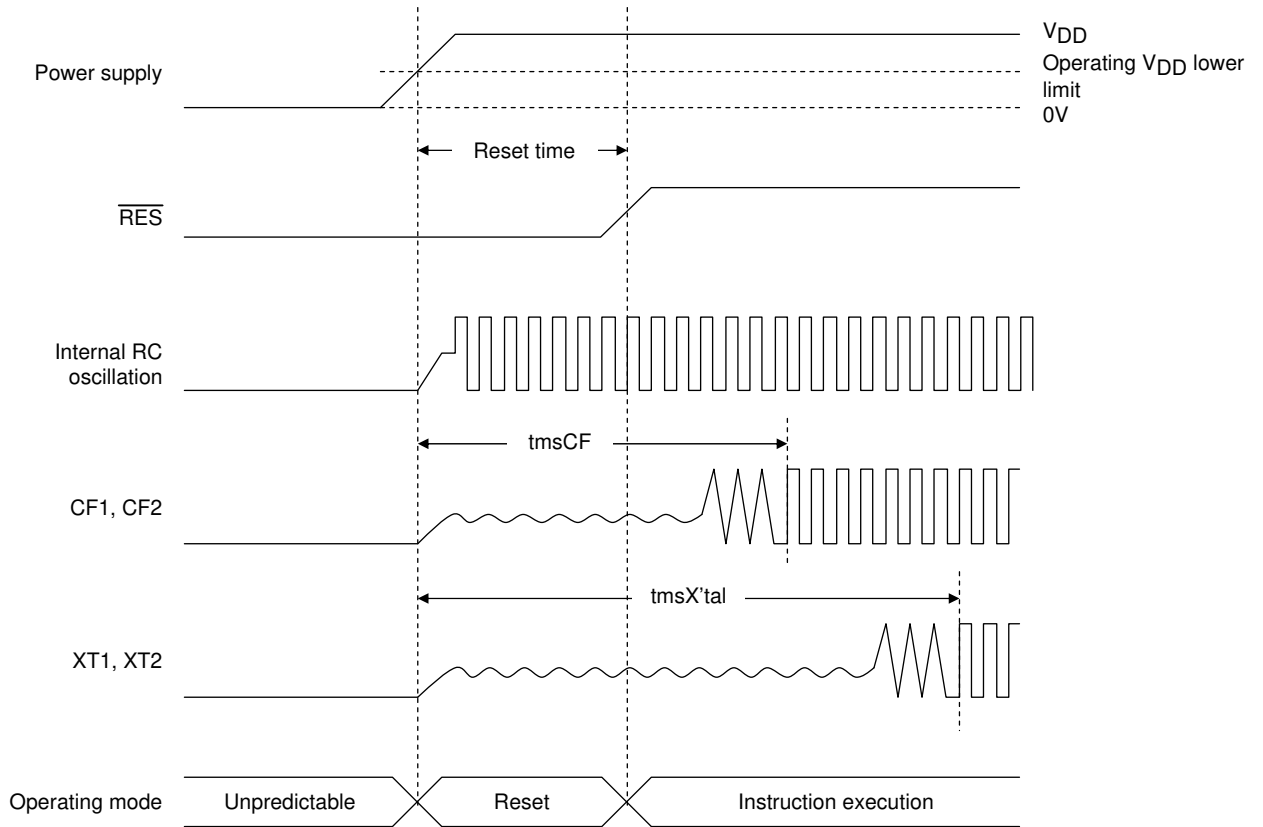 Power supply
VDD
Operating VDD lower
limit
0V
Reset time
RES
Internal RC
oscillation
tmsCF
CF1, CF2
tmsX'tal
XT1, XT2
Operating mode
Unpredictable
Reset
Instruction execution